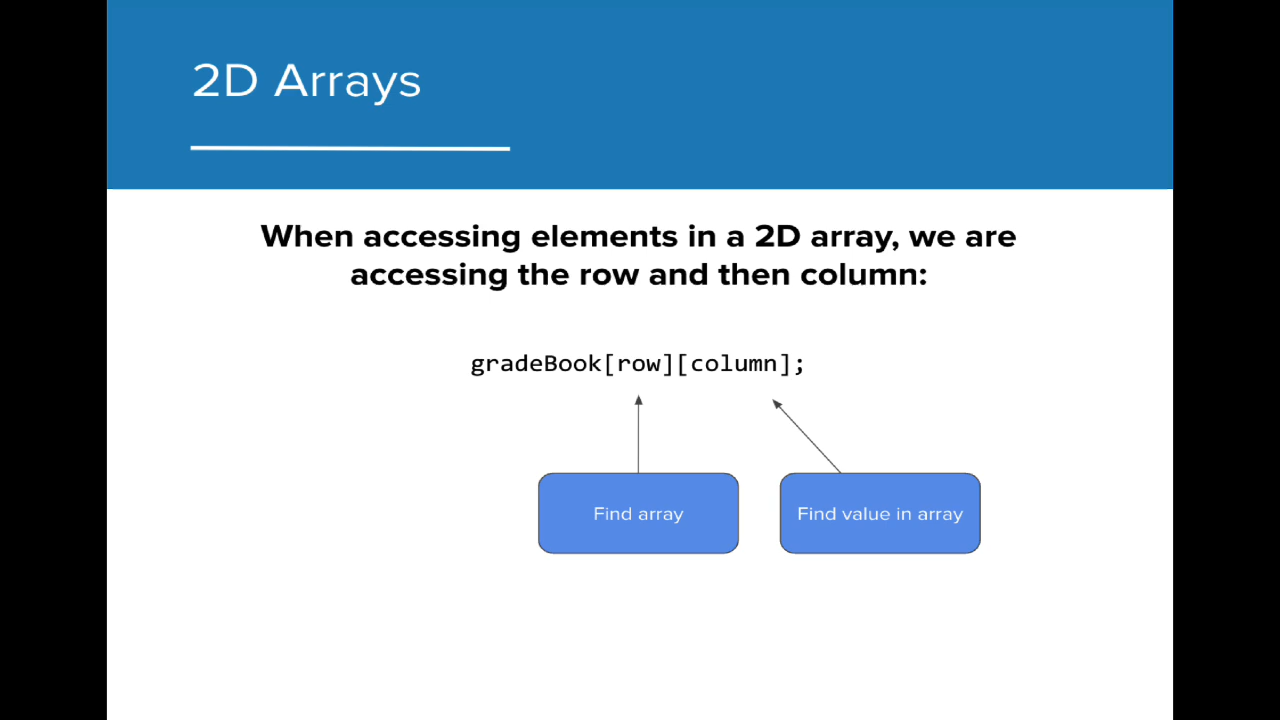 2D Arrays
When accessing elements in a 2D array, we are
accessing the row and then column:
gradeBook[row][column];
Find array
Find value in array